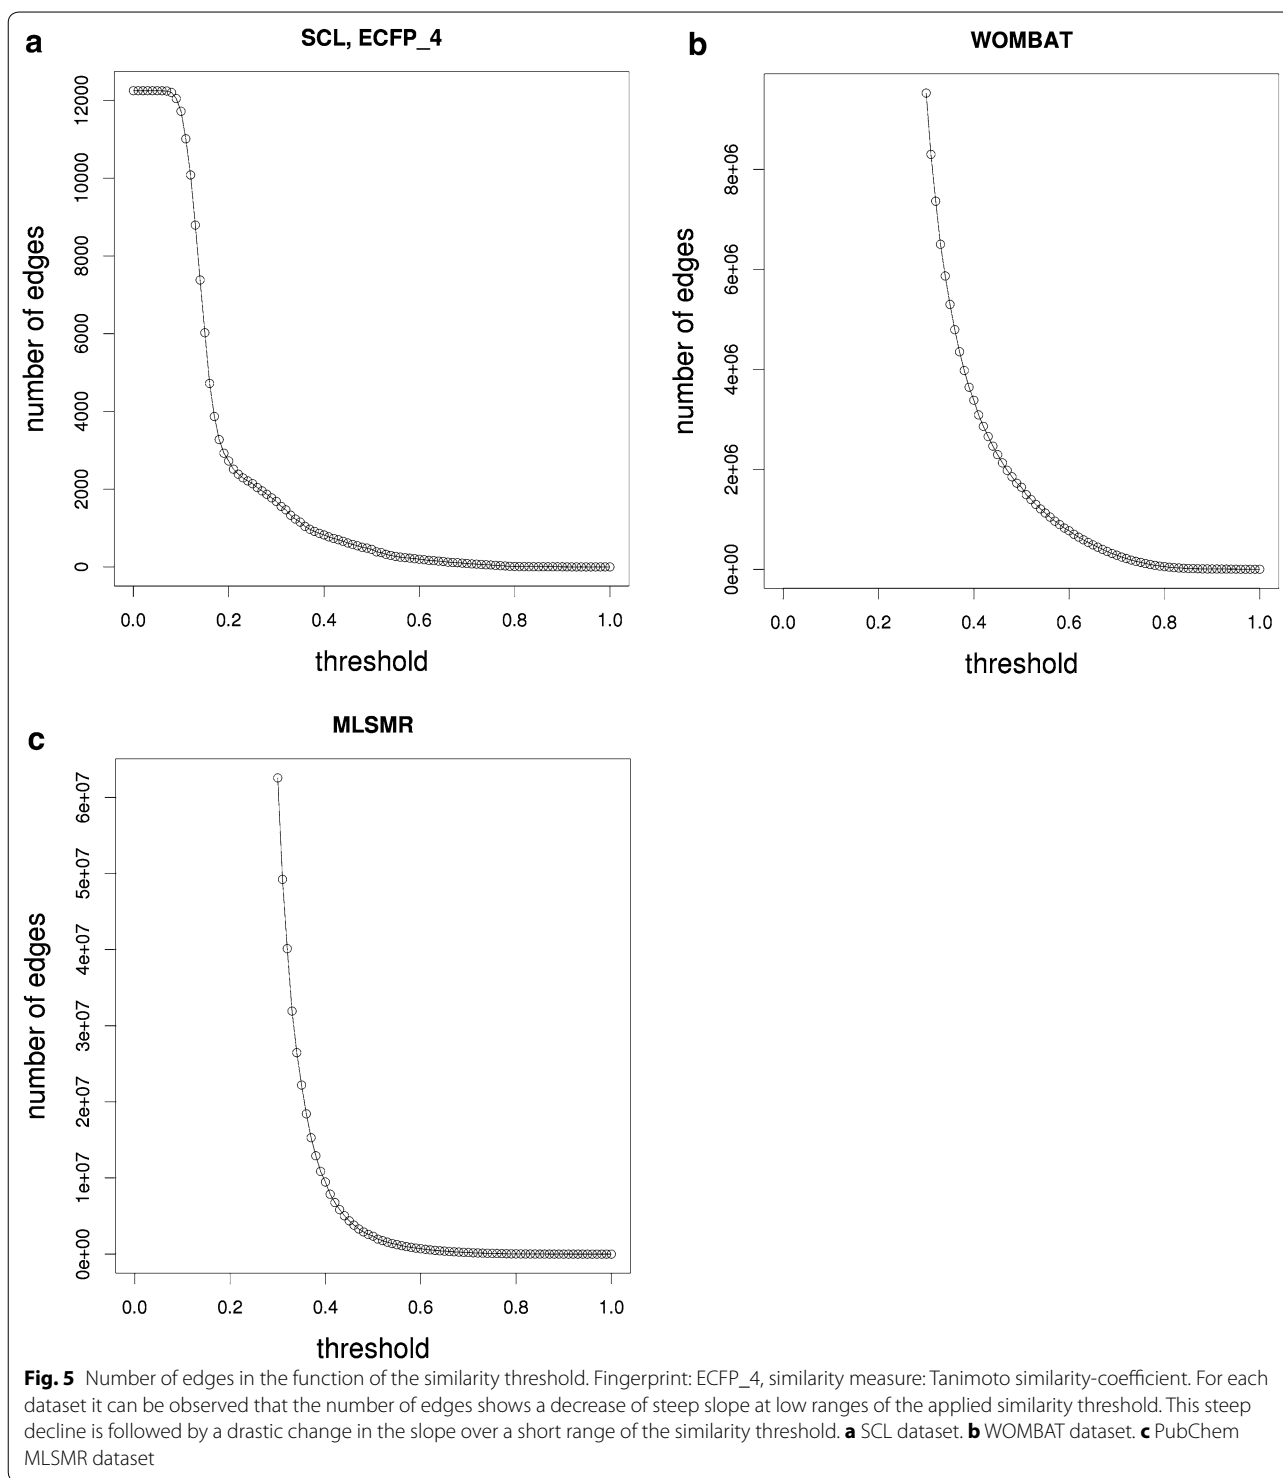 a
SCL, ECFP_4
number of edges
12000
10000
8000
6000
4000
2000
0
0.0 0.2 0.4 0.6 0.8 1.0
threshold
b
WOMBAT
number of edges
8e+06
6e+06
4e+06
2e+06
0e+00
0.0 0.2 0.4 0.6 0.8 1.0
threshold
c
MLSMR
number of edges
6e+07
5e+07
4e+07
3e+07
2e+07
1e+07
0e+00
0.0 0.2 0.4 0.6 0.8 1.0
threshold
Fig. 5 Number of edges in the function of the similarity threshold. Fingerprint: ECFP_4, similarity measure: Tanimoto similarity-coefficient. For each
dataset it can be observed that the number of edges shows a decrease of steep slope at low ranges of the applied similarity threshold. This steep
decline is followed by a drastic change in the slope over a short range of the similarity threshold. a SCL dataset. b WOMBAT dataset. c PubChem
MLSMR dataset